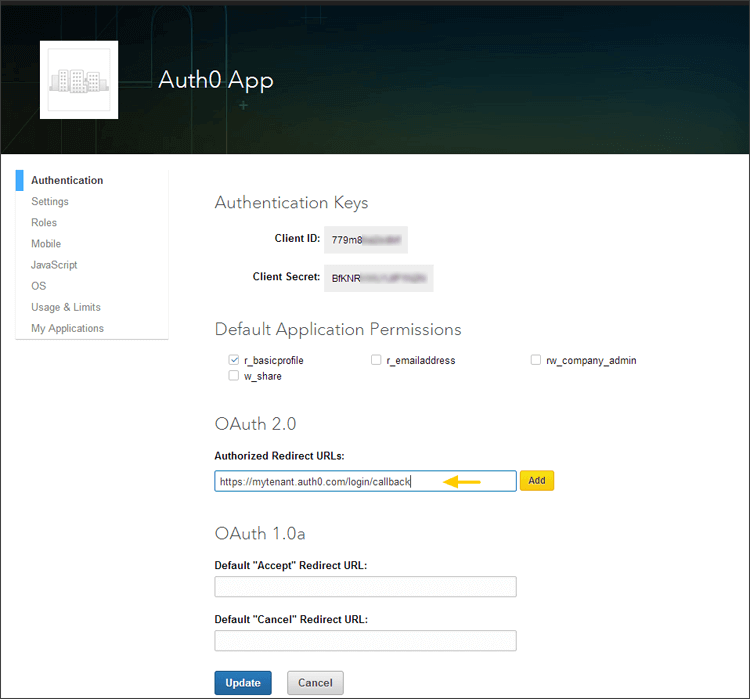 Auth0 App
Authentication
Settings
Roles
Mobile
JavaScript
OS
Usage & Limits
My Applications
Authentication Keys
Client ID: 779m8
Client Secret: BfKNR
Default Application Permissions
r_basicprofile r_emailaddress rw_company_admin
w_share
OAuth 2.0
Authorized Redirect URLs:
https://mytenant.auth0.com/login/callback Add
OAuth 1.0a
Default "Accept" Redirect URL:
Default "Cancel" Redirect URL:
Update Cancel